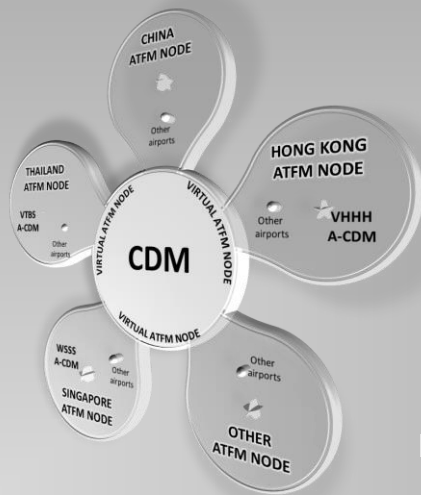 CHINA
ATFM NODE
Other
airports
HONG KONG
ATFM NODE
Other
airports
VHHH
A-CDM
THAILAND
ATFM NODE
VTBS
A-CDM
Other
airports
VIRTUAL ATFM NODE
VIRTUAL ATFM NODE
CDM
VIRTUAL ATFM NODE
WSSS
A-CDM
Other
airports
SINGAPORE
ATFM NODE
Other
airports
OTHER
ATFM NODE